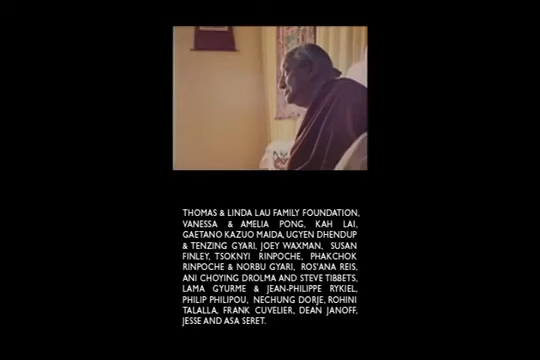 THOMAS & LINDA LAU FAMILY FOUNDATION,
VANESSA & AMELIA PONG, KAH LAI,
GAETANO KAZUO MAIDA, UGYEN DHENDUP
& TENZING GYARI, JOEY WAXMAN, SUSAN
FINLEY, TSOKNYI RINPOCHE, PHAKCHOK
RINPOCHE & NORBU GYARI, ROS'ANA REIS,
ANI CHOYING DROLMA AND STEVE TIBBETS,
LAMA GYURME & JEAN-PHILIPPE RYKIEL,
PHILIP PHILIPOU, NECHUNG DORJE, ROHINI
TALALLA, FRANK CUVELIER, DEAN JANOFF,
JESSE AND ASA SERET.